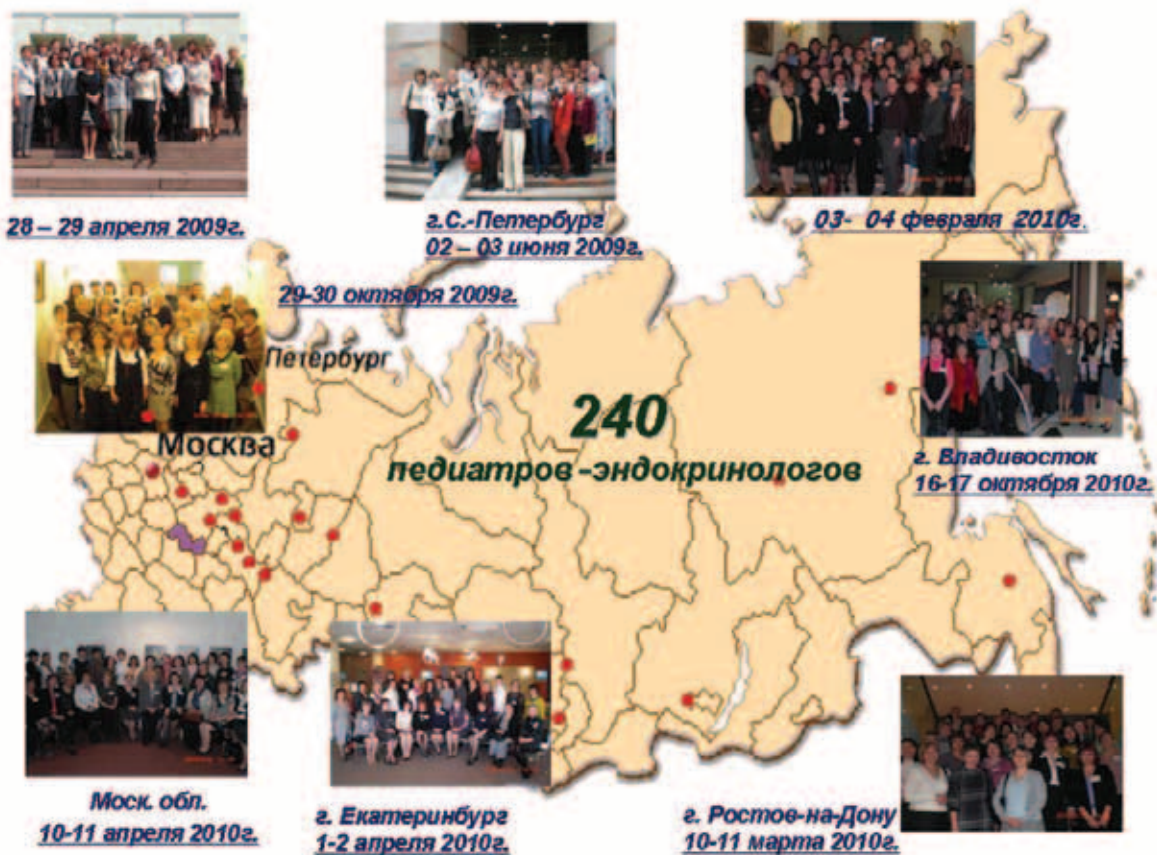 28 – 29 апреля 2009г.
г.С.-Петербург
02 – 03 июня 2009г.
03- 04 февраля 2010г.
29-30 октября 2009г.
Петербург
Москва
240
педиатров-эндокринологов
г. Владивосток
16-17 октября 2010г.
Моск. обл.
10-11 апреля 2010г.
г. Екатеринбург
1-2 апреля 2010г.
г. Ростов-на-Дону
10-11 марта 2010г.